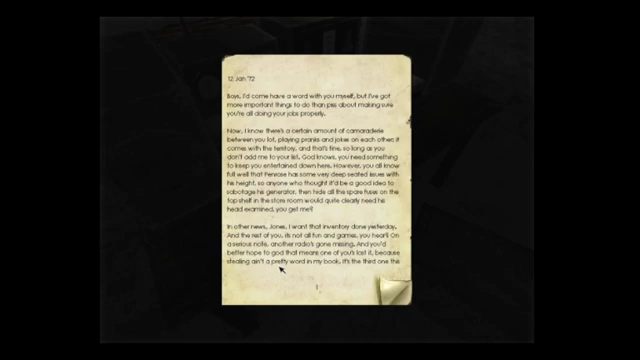 12 Jan '72
Boys, I'd come have a word with you myself, but I've got
more important things to do than piss about making sure
you're all doing your jobs properly.
Now, I know there's a certain amount of camaraderie
between you lot, playing pranks and jokes on each other; it
comes with the territory, and that's fine, so long as you
don't add me to your list. God knows, you need something
to keep you entertained down here. However, you all know
full well that Penrose has some very deep seated issues with
his height, so anyone who thought it'd be a good idea to
sabotage his generator, then hide all the spare fuses on the
top shelf in the store room would quite clearly need his
head examined, you get me?
In other news, Jones, I want that inventory done yesterday.
And the rest of you, its not all fun and games, you hear? On
a serious note, another radio's gone missing. And you'd
better hope to god that means one of you's lost it, because
stealing ain't a pretty word in my book. It's the third one this
1